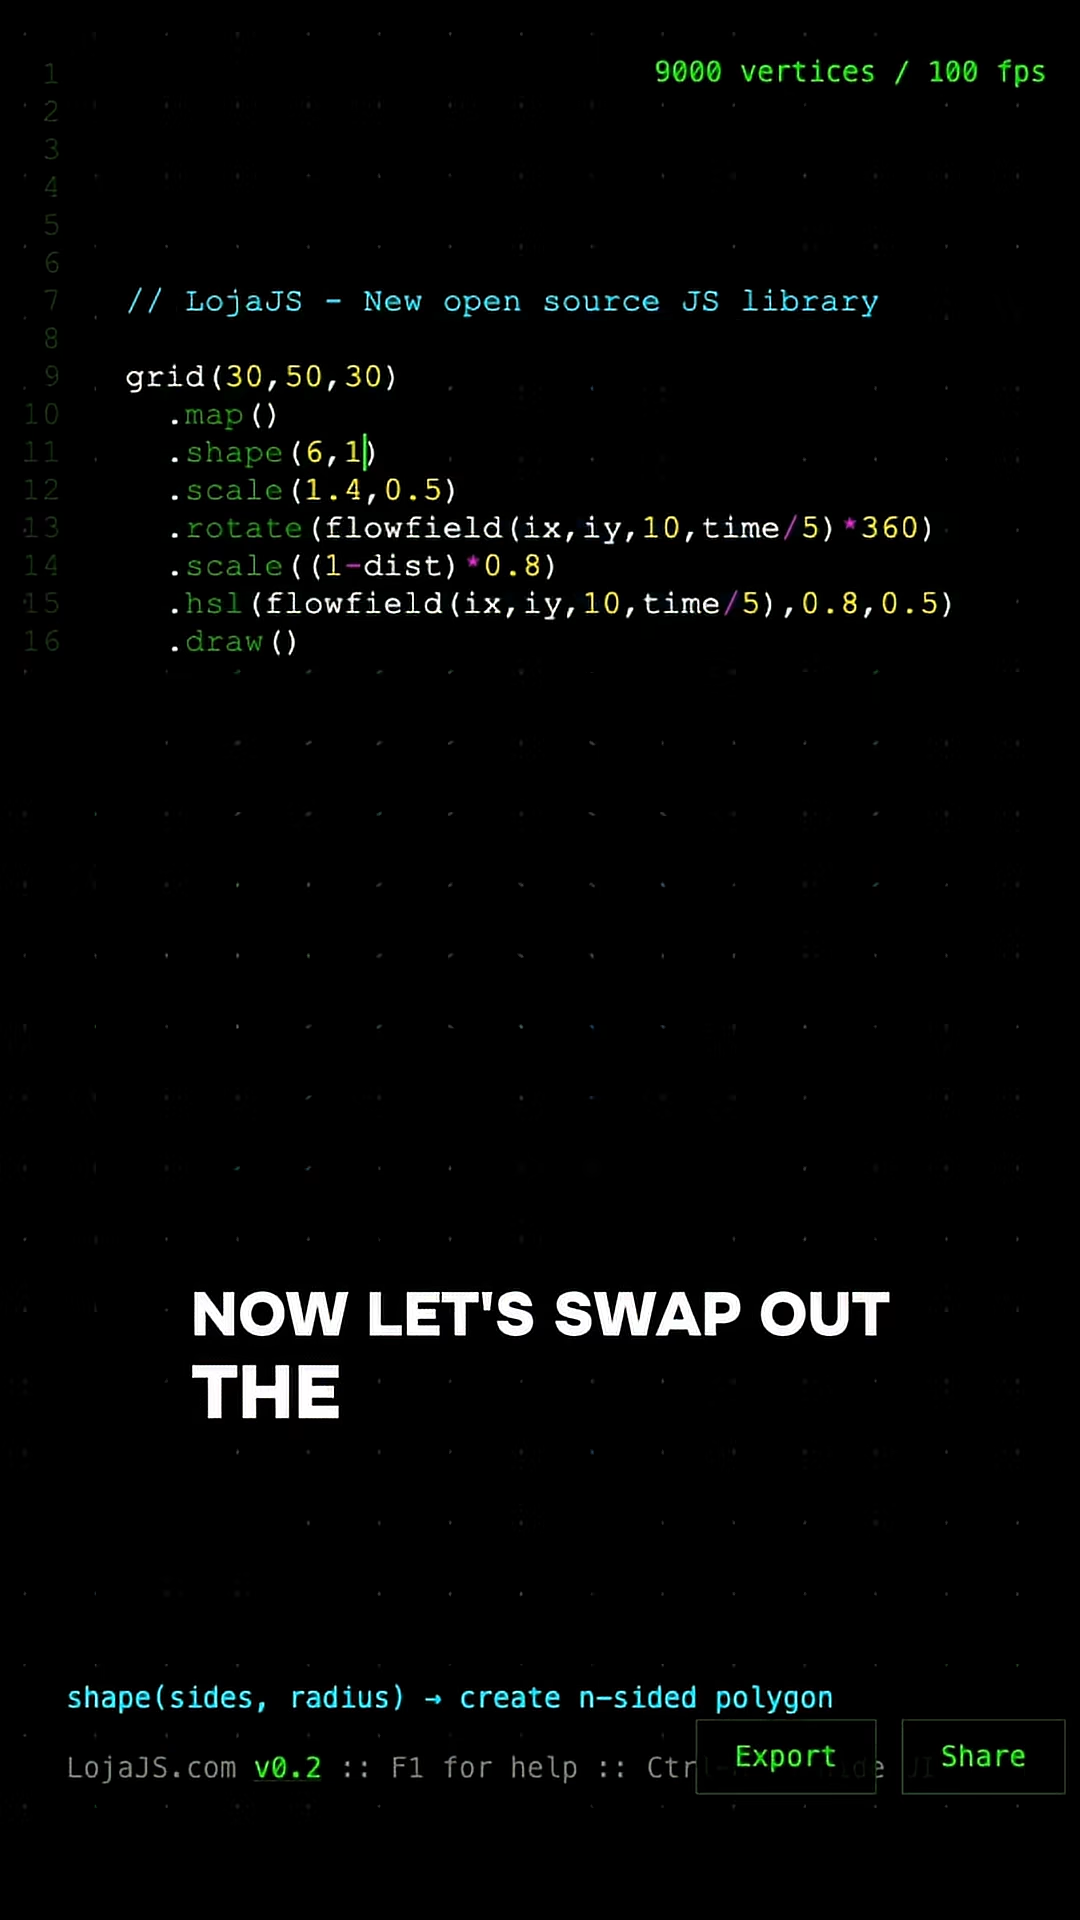 9000 vertices / 100 fps
1
2
3
4
5
6
7 // LojaJS - New open source JS library
8
9 grid(30,50,30)
10 .map()
11 .shape(6,1)
12 .scale(1.4,0.5)
13 .rotate(flowfield(ix,iy,10,time/5)*360)
14 .scale((1-dist)*0.8)
15 .hsl(flowfield(ix,iy,10,time/5),0.8,0.5)
16 .draw()
NOW LET'S SWAP OUT
THE
shape(sides, radius) → create n-sided polygon
LojaJS.com v0.2 :: F1 for help :: Ctrl
Export
Share